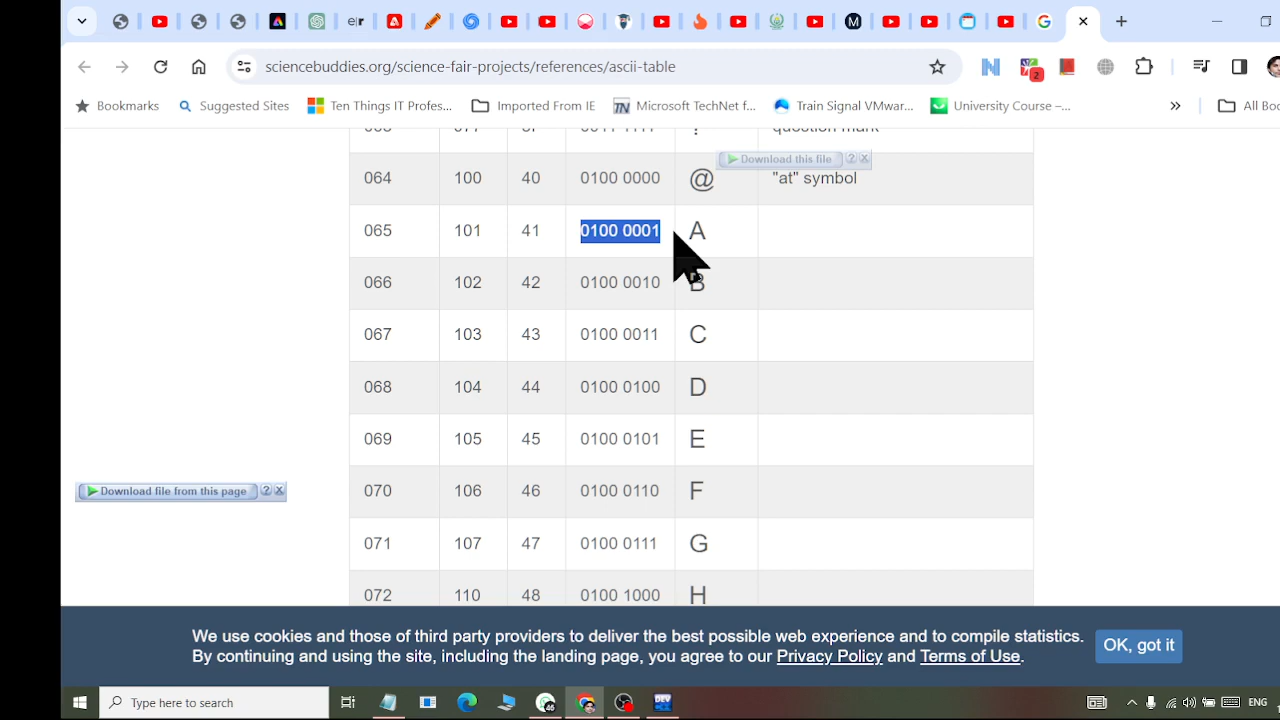 sciencebuddies.org/science-fair-projects/references/ascii-table
2
Bookmarks Suggested Sites Ten Things IT Profes... Imported From IE Microsoft TechNet f... Train Signal VMwar... University Course –... » All Boo
question mark
Download this file ? X
064 100 40 0100 0000 @ "at" symbol
065 101 41 0100 0001 A
066 102 42 0100 0010 B
067 103 43 0100 0011 C
068 104 44 0100 0100 D
069 105 45 0100 0101 E
070 106 46 0100 0110 F
Download file from this page ? X
071 107 47 0100 0111 G
072 110 48 0100 1000 H
We use cookies and those of third party providers to deliver the best possible web experience and to compile statistics.
By continuing and using the site, including the landing page, you agree to our Privacy Policy and Terms of Use.
OK, got it
Type here to search
ENG